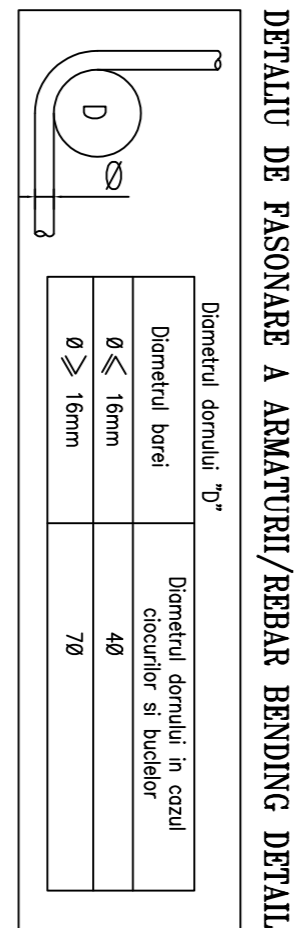 DETALIU DE FASONARE A ARMATURII/REBAR BENDING DETAIL
D
Ø
Diametrul dornului "D"
Diametrul barei
Diametrul dornului in cazul
ciocurilor si buclelor
Ø ⩽ 16mm
4Ø
Ø ⩾ 16mm
7Ø